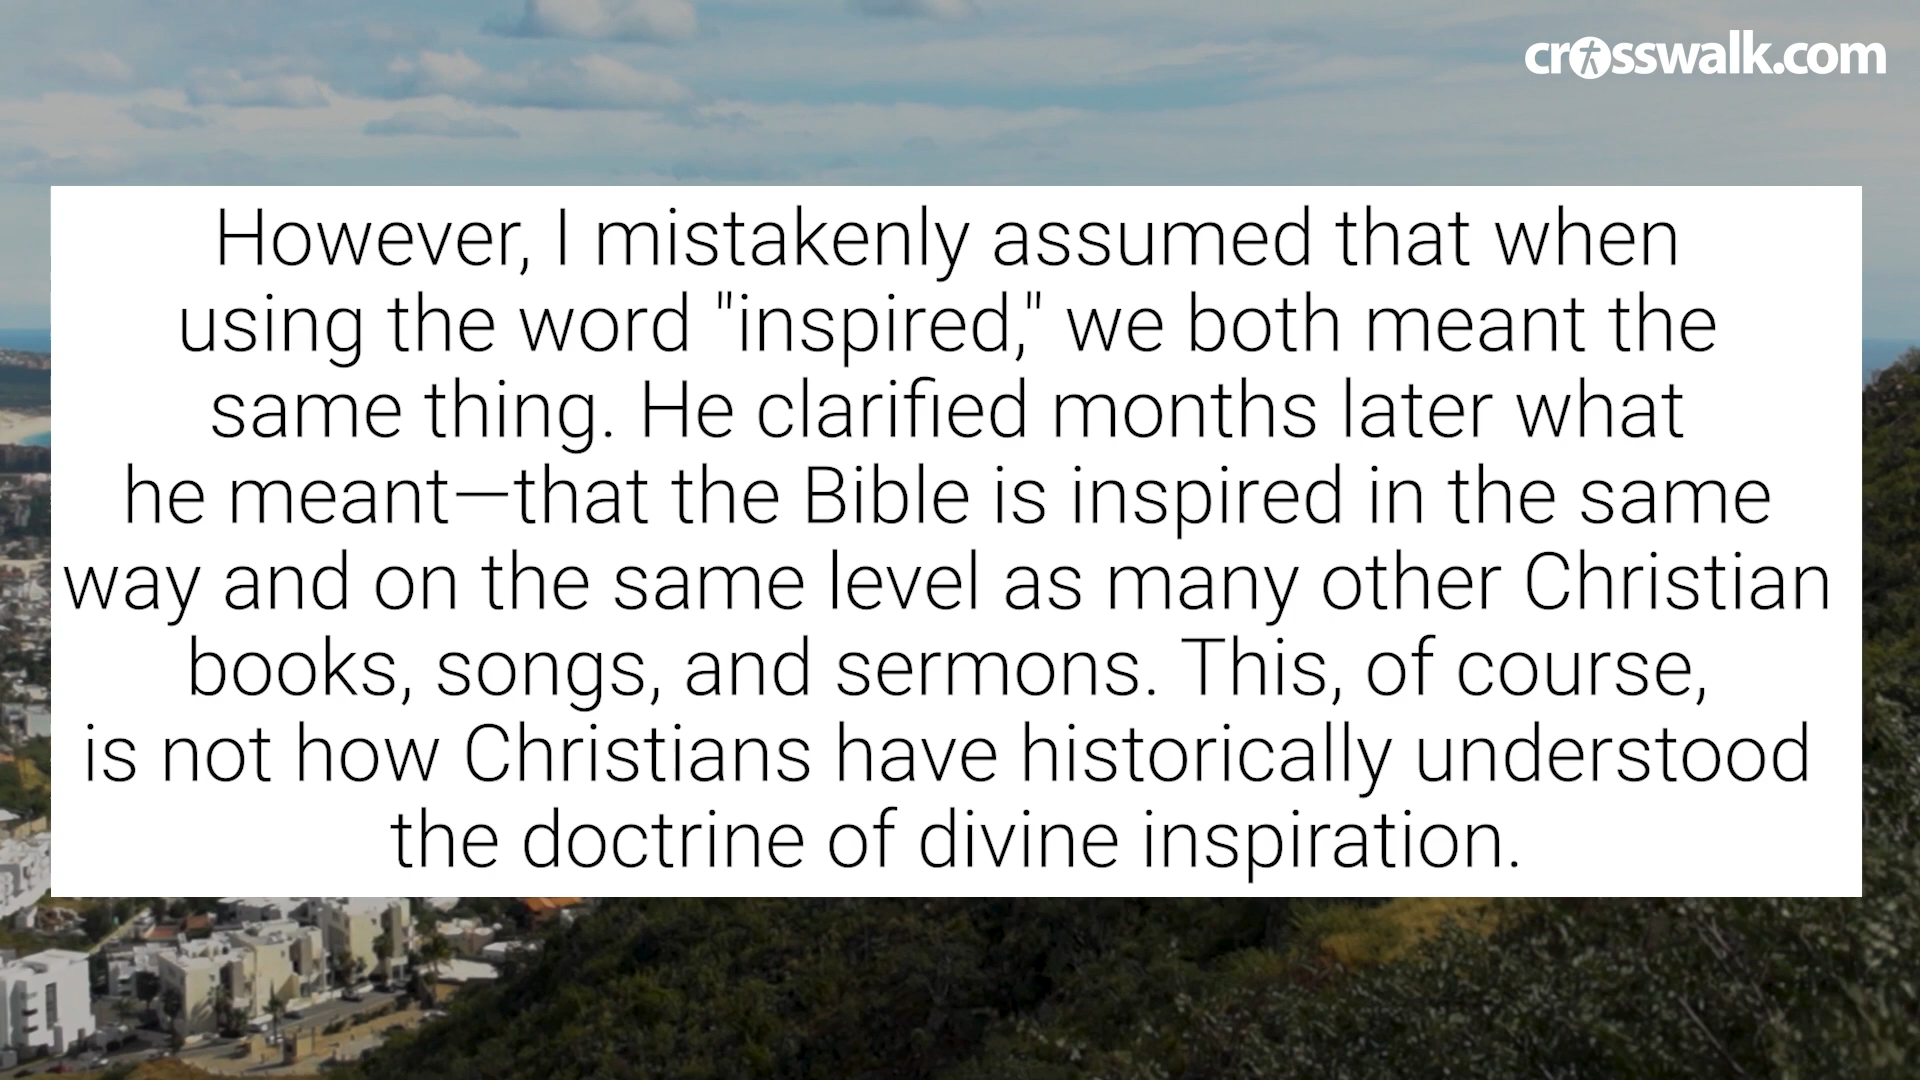 crosswalk.com
However, I mistakenly assumed that when
using the word "inspired," we both meant the
same thing. He clarified months later what
he meant—that the Bible is inspired in the same
way and on the same level as many other Christian
books, songs, and sermons. This, of course,
is not how Christians have historically understood
the doctrine of divine inspiration.